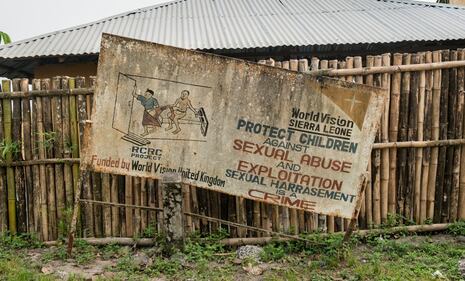 World Vision
SIERRA LEONE
PROTECT CHILDREN
AGAINST
SEXUAL ABUSE
AND
EXPLOITATION
SEXUAL HARRASEMENT
IS A
CRIME
RCRC
PROJECT
Funded by World Vision United Kingdom